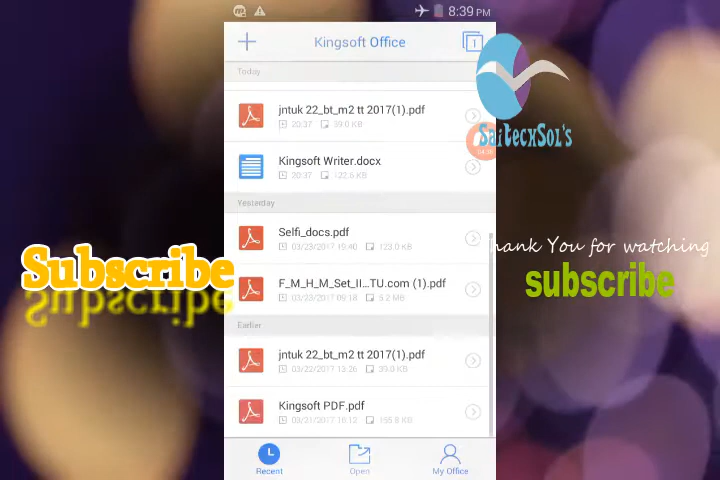 8:39 PM
Kingsoft Office
1
Today
jntuk 22_bt_m2 tt 2017(1).pdf
20:37 39.0 KB
SaiTecxSol's
Kingsoft Writer.docx
20:37 122.6 KB
Yesterday
Selfi_docs.pdf
03/23/2017 19:40 123.0 KB
hank You for watching
Subscribe
F_M_H_M_Set_II...TU.com (1).pdf
subscribe
03/23/2017 09:18 5.2 MB
Subscribe
Earlier
jntuk 22_bt_m2 tt 2017(1).pdf
03/22/2017 13:26 39.0 KB
Kingsoft PDF.pdf
03/21/2017 16:12 155.8 KB
Recent
Open
My Office